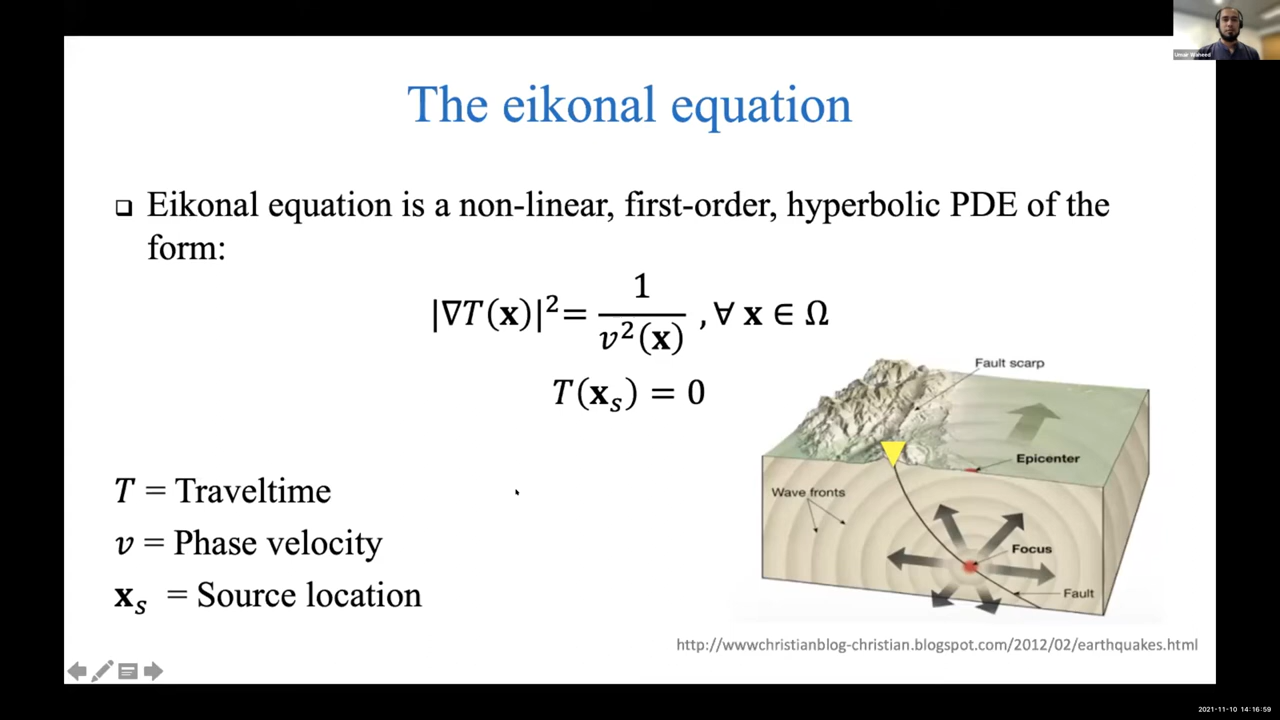 Umair Waheed
The eikonal equation
❑ Eikonal equation is a non-linear, first-order, hyperbolic PDE of the
form:
|∇T(𝐱)|² = 1/v²(𝐱) , ∀ 𝐱 ∈ Ω
T(𝐱ₛ) = 0
Fault scarp
Epicenter
Wave fronts
Focus
Fault
T = Traveltime
v = Phase velocity
𝐱ₛ = Source location
http://wwwchristianblog-christian.blogspot.com/2012/02/earthquakes.html
2021-11-10 14:16:59